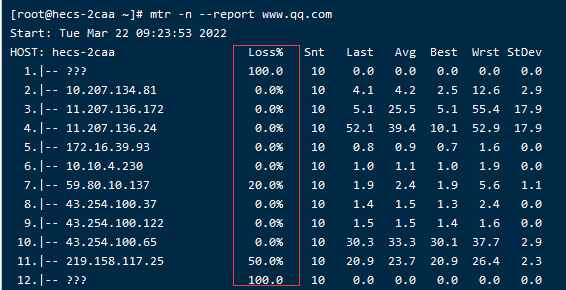 [root@hecs-2caa ~]# mtr -n --report www.qq.com
Start: Tue Mar 22 09:23:53 2022
HOST: hecs-2caa Loss% Snt Last Avg Best Wrst StDev
1.|-- ??? 100.0 10 0.0 0.0 0.0 0.0 0.0
2.|-- 10.207.134.81 0.0% 10 4.1 4.2 2.5 12.6 2.9
3.|-- 11.207.136.172 0.0% 10 5.1 25.5 5.1 55.4 17.9
4.|-- 11.207.136.24 0.0% 10 52.1 39.4 10.1 52.9 17.9
5.|-- 172.16.39.93 0.0% 10 0.8 0.9 0.7 1.6 0.0
6.|-- 10.10.4.230 0.0% 10 1.0 1.1 1.0 1.9 0.0
7.|-- 59.80.10.137 20.0% 10 1.9 2.4 1.9 5.6 1.1
8.|-- 43.254.100.37 0.0% 10 1.4 1.5 1.3 2.4 0.0
9.|-- 43.254.100.122 0.0% 10 1.5 1.5 1.4 1.6 0.0
10.|-- 43.254.100.65 0.0% 10 30.3 33.3 30.1 37.7 2.9
11.|-- 219.158.117.25 50.0% 10 20.9 23.7 20.9 26.4 2.3
12.|-- ??? 100.0 10 0.0 0.0 0.0 0.0 0.0